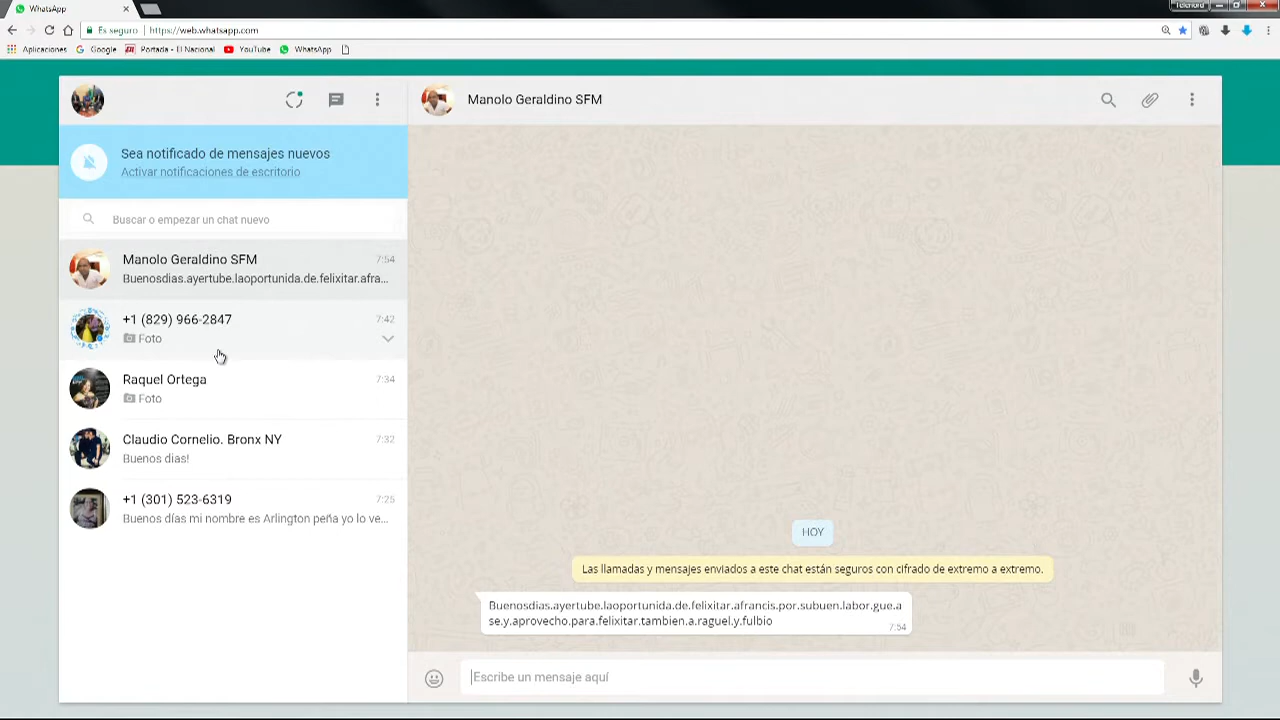 WhatsApp
Telenord
Es seguro | https://web.whatsapp.com
Aplicaciones Google Portada - El Nacional YouTube WhatsApp
Manolo Geraldino SFM
Sea notificado de mensajes nuevos
Activar notificaciones de escritorio
Buscar o empezar un chat nuevo
Manolo Geraldino SFM 7:54
Buenosdias.ayertube.laoportunida.de.felixitar.afra...
+1 (829) 966-2847 7:42
Foto
Raquel Ortega 7:34
Foto
Claudio Cornelio. Bronx NY 7:32
Buenos dias!
+1 (301) 523-6319 7:25
Buenos días mi nombre es Arlington peña yo lo ve...
HOY
Las llamadas y mensajes enviados a este chat están seguros con cifrado de extremo a extremo.
Buenosdias.ayertube.laoportunida.de.felixitar.afrancis.por.subuen.labor.gue.a
se.y.aprovecho.para.felixitar.tambien.a.raguel.y.fulbio
7:54
Escribe un mensaje aquí